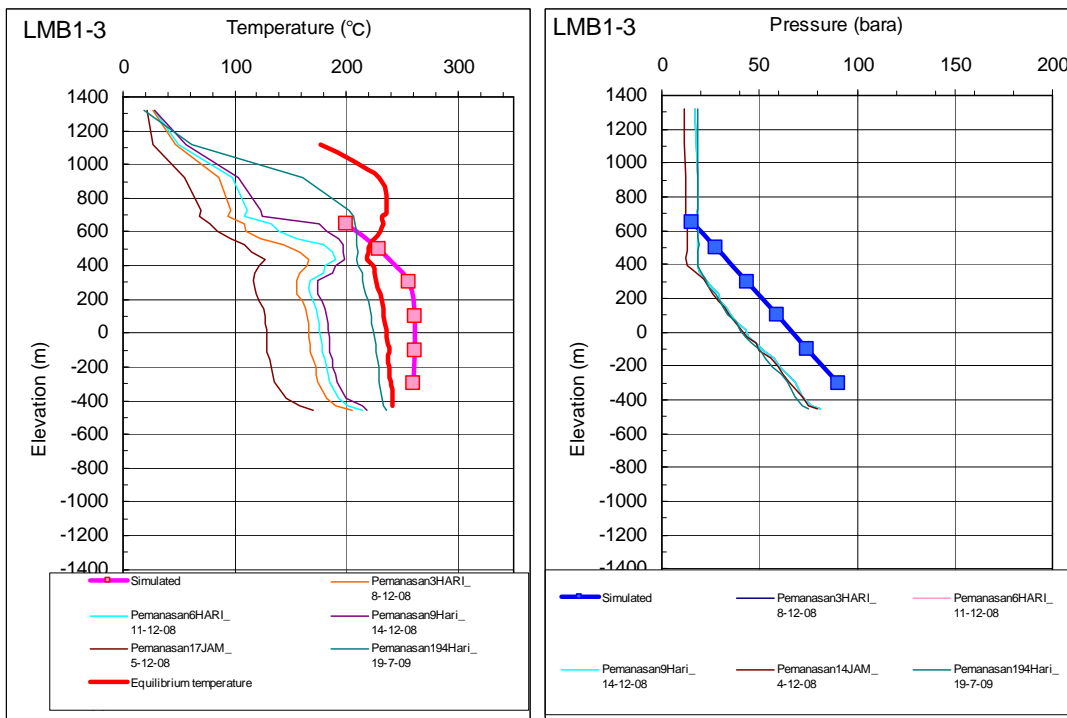 LMB1-3
Temperature (°C)
0 100 200 300
1400
1200
1000
800
600
400
200
0
-200
-400
-600
-800
-1000
-1200
-1400
Elevation (m)
Simulated
Pemanasan3HARI_
8-12-08
Pemanasan6HARI_
11-12-08
Pemanasan9Hari_
14-12-08
Pemanasan17JAM_
5-12-08
Pemanasan194Hari_
19-7-09
Equilibrium temperature
LMB1-3
Pressure (bara)
0 50 100 150 200
1400
1200
1000
800
600
400
200
0
-200
-400
-600
-800
-1000
-1200
-1400
Elevation (m)
Simulated
Pemanasan3HARI_
8-12-08
Pemanasan6HARI_
11-12-08
Pemanasan9Hari_
14-12-08
Pemanasan14JAM_
4-12-08
Pemanasan194Hari_
19-7-09